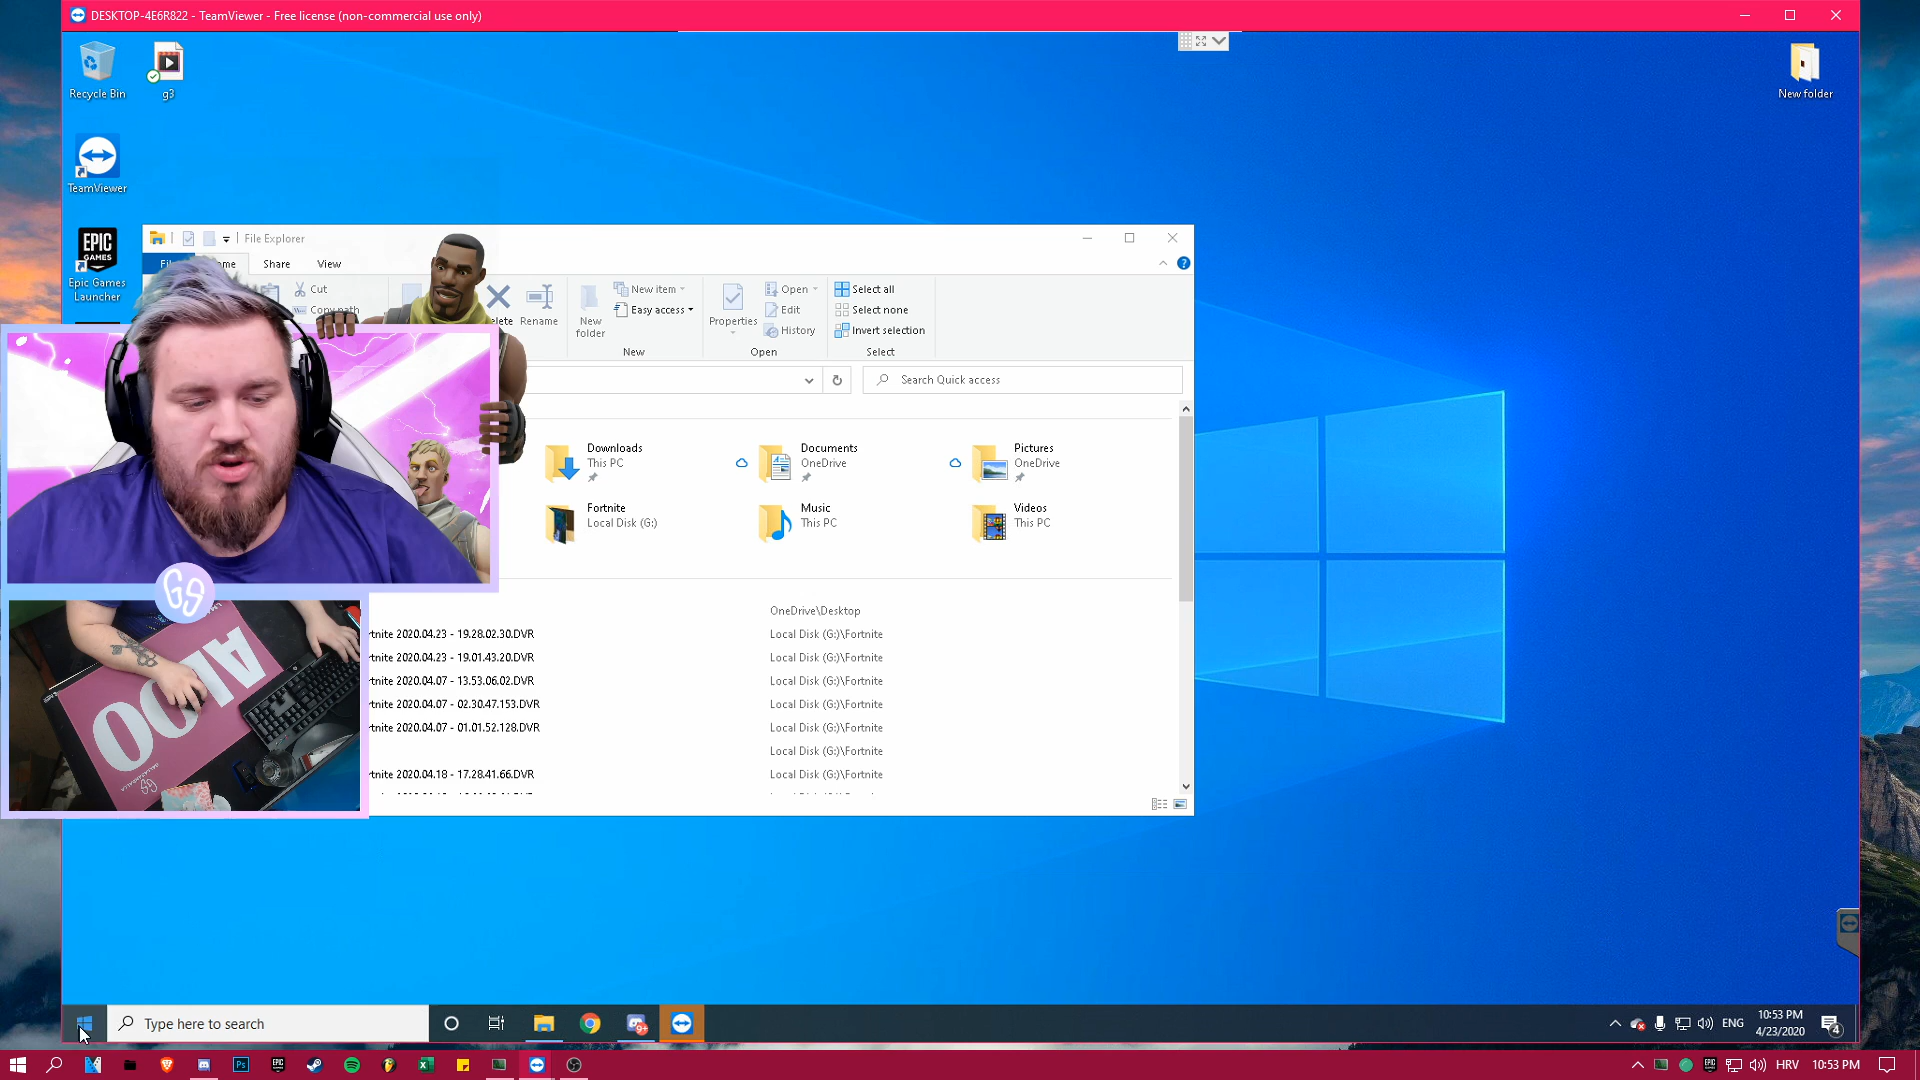 DESKTOP-4E6R822 - TeamViewer - Free license (non-commercial use only)
Recycle Bin
g3
New folder
TeamViewer
EPIC
GAMES
Epic Games
Launcher
File Explorer
Share
View
Cut
Copy path
Rename
New
folder
New item
Easy access
New
Properties
Open
Edit
History
Open
Select all
Select none
Invert selection
Select
Search Quick access
Downloads
This PC
Documents
OneDrive
Pictures
OneDrive
Fortnite
Local Disk (G:)
Music
This PC
Videos
This PC
GS
OneDrive\Desktop
rtnite 2020.04.23 - 19.28.02.30.DVR Local Disk (G:)\Fortnite
rtnite 2020.04.23 - 19.01.43.20.DVR Local Disk (G:)\Fortnite
rtnite 2020.04.07 - 13.53.06.02.DVR Local Disk (G:)\Fortnite
rtnite 2020.04.07 - 02.30.47.153.DVR Local Disk (G:)\Fortnite
rtnite 2020.04.07 - 01.01.52.128.DVR Local Disk (G:)\Fortnite
Local Disk (G:)\Fortnite
rtnite 2020.04.18 - 17.28.41.66.DVR Local Disk (G:)\Fortnite
Type here to search
9+
ENG
10:53 PM
4/23/2020
4
Ps
HRV
10:53 PM